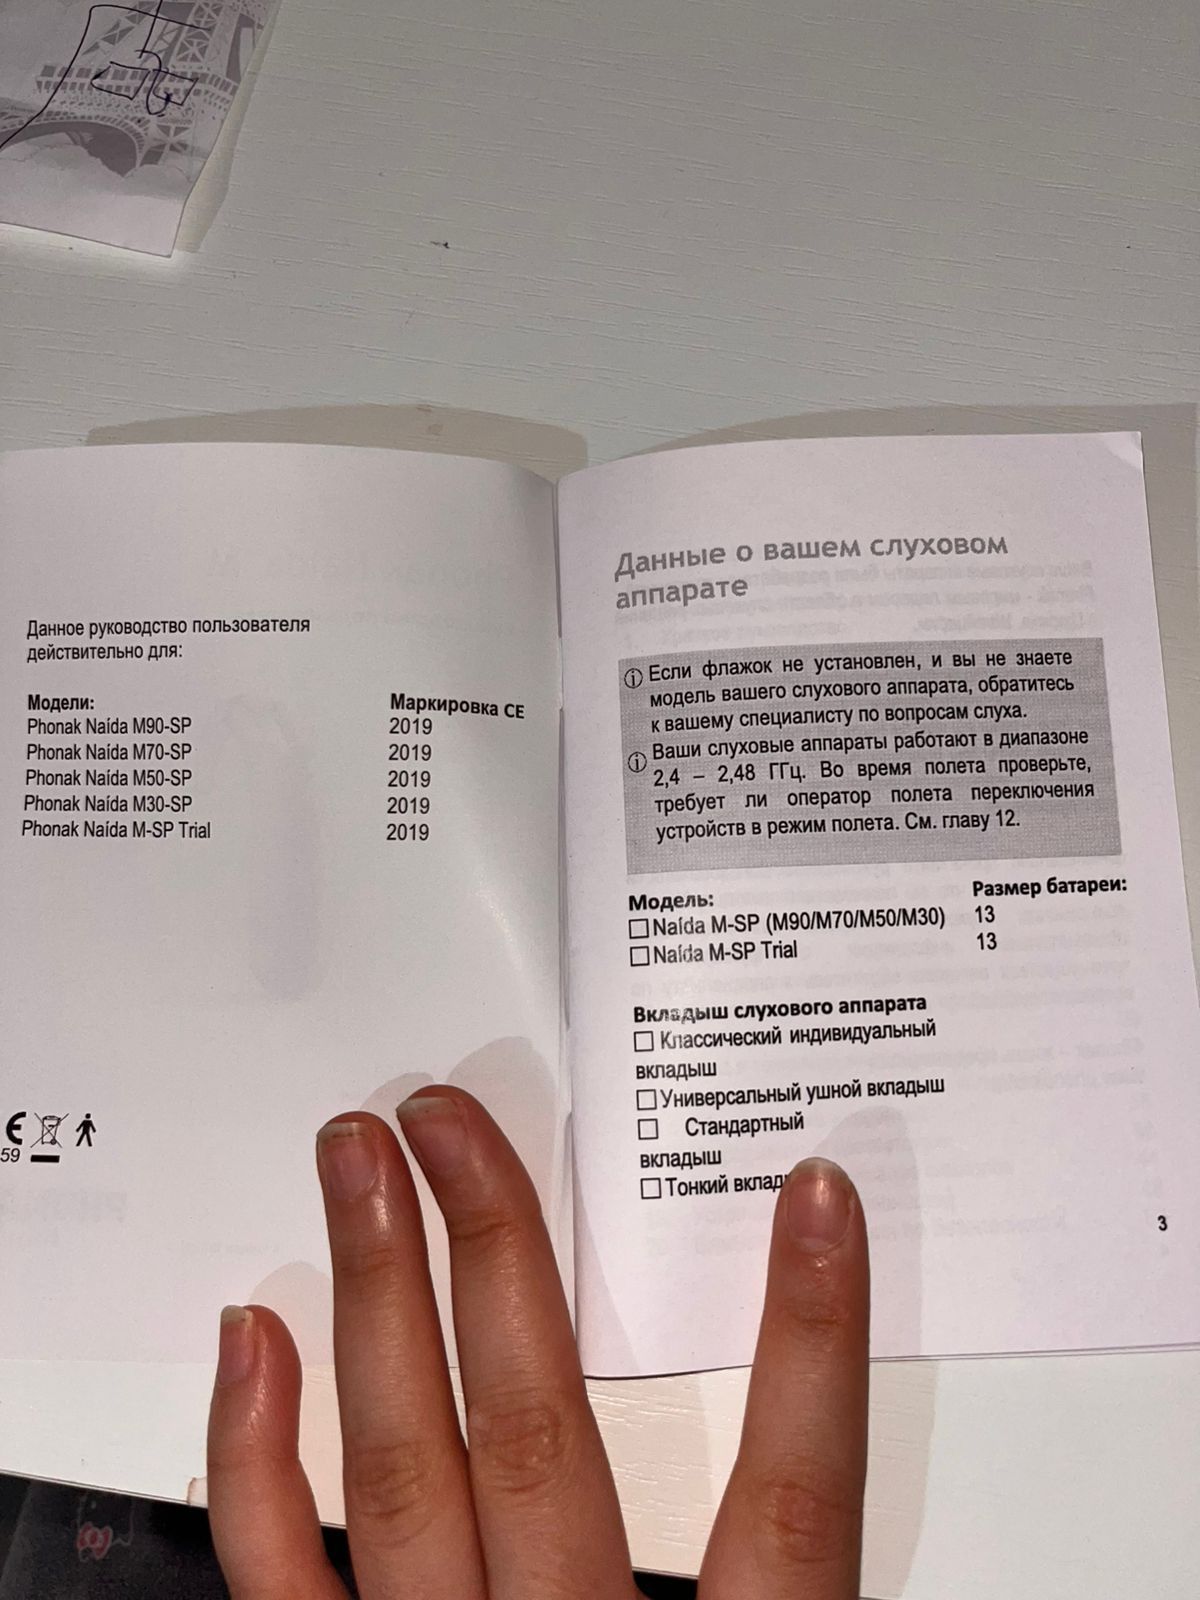 Данное руководство пользователя
действительно для:
Модели: Маркировка CE
Phonak Naída M90-SP 2019
Phonak Naída M70-SP 2019
Phonak Naída M50-SP 2019
Phonak Naída M30-SP 2019
Phonak Naída M-SP Trial 2019
CE
59
Данные о вашем слуховом
аппарате
Если флажок не установлен, и вы не знаете
модель вашего слухового аппарата, обратитесь
к вашему специалисту по вопросам слуха.
Ваши слуховые аппараты работают в диапазоне
2,4 – 2,48 ГГц. Во время полета проверьте,
требует ли оператор полета переключения
устройств в режим полета. См. главу 12.
Модель: Размер батареи:
Naída M-SP (M90/M70/M50/M30) 13
Naída M-SP Trial 13
Вкладыш слухового аппарата
Классический индивидуальный
вкладыш
Универсальный ушной вкладыш
Стандартный
вкладыш
Тонкий
3